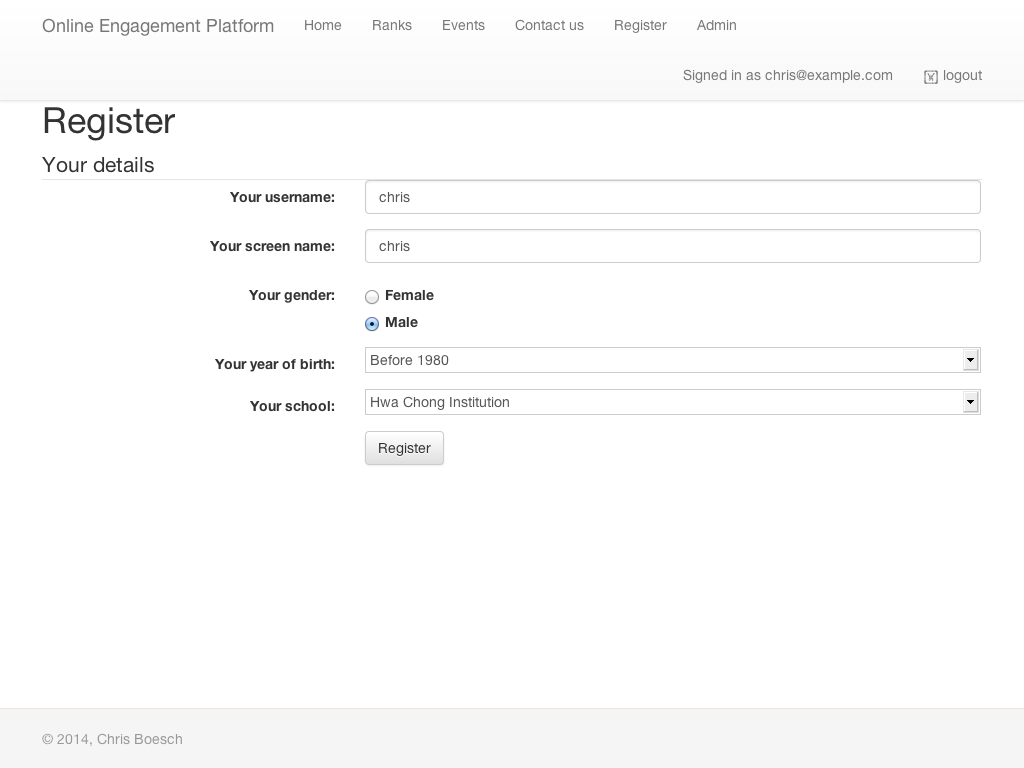 Online Engagement Platform Home Ranks Events Contact us Register Admin
Signed in as chris@example.com logout
Register
Your details
Your username: chris
Your screen name: chris
Your gender: Female
Male
Your year of birth: Before 1980
Your school: Hwa Chong Institution
Register
© 2014, Chris Boesch